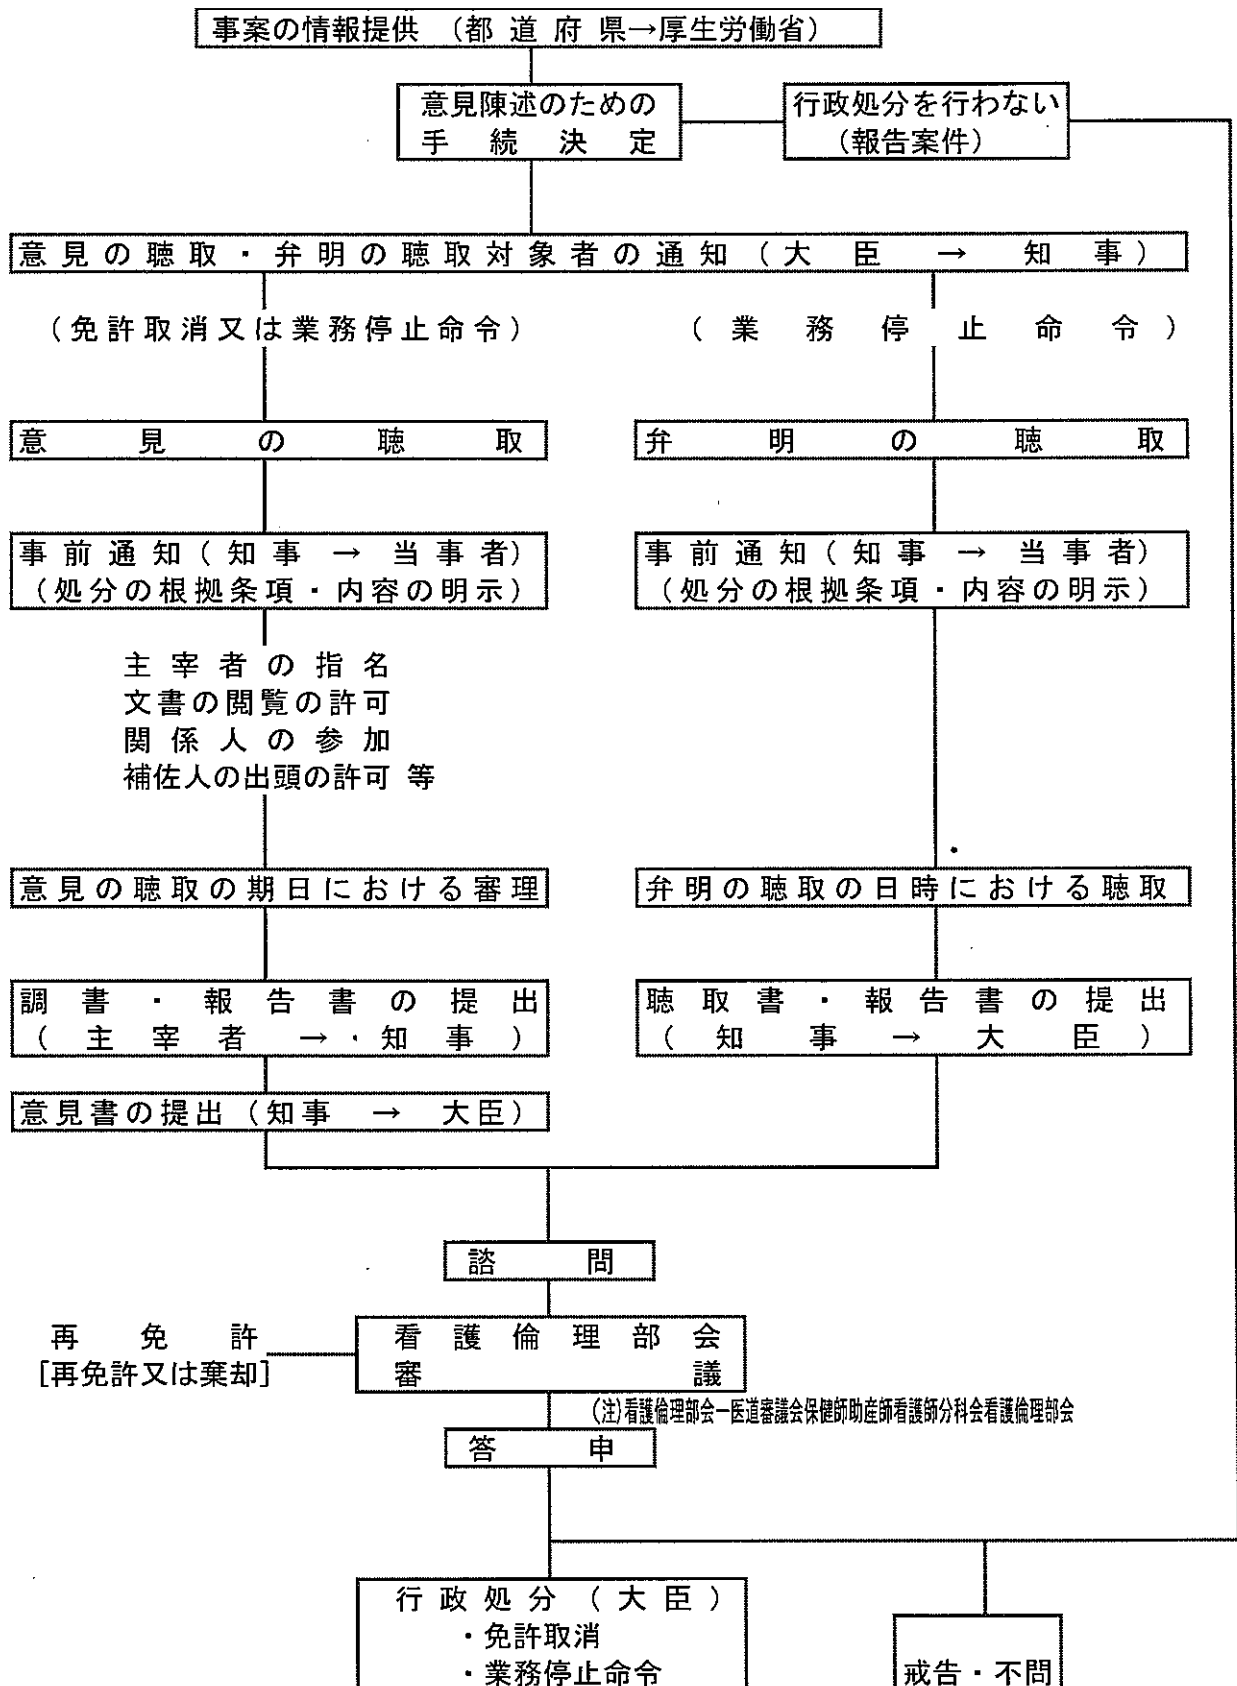 事案の情報提供 (都道府県→厚生労働省)
意見陳述のための
手続決定
行政処分を行わない
(報告案件)
意見の聴取・弁明の聴取対象者の通知(大臣 → 知事)
(免許取消又は業務停止命令)
(業務停止命令)
意見の聴取
弁明の聴取
事前通知(知事 → 当事者)
(処分の根拠条項・内容の明示)
事前通知(知事 → 当事者)
(処分の根拠条項・内容の明示)
主宰者の指名
文書の閲覧の許可
関係人の参加
補佐人の出頭の許可 等
意見の聴取の期日における審理
弁明の聴取の日時における聴取
調書・報告書の提出
(主宰者 → 知事)
聴取書・報告書の提出
(知事 → 大臣)
意見書の提出(知事 → 大臣)
諮問
再免許
[再免許又は棄却]
看護倫理部会
審議
(注)看護倫理部会ー医道審議会保健師助産師看護師分科会看護倫理部会
答申
行政処分(大臣)
・免許取消
・業務停止命令
戒告・不問